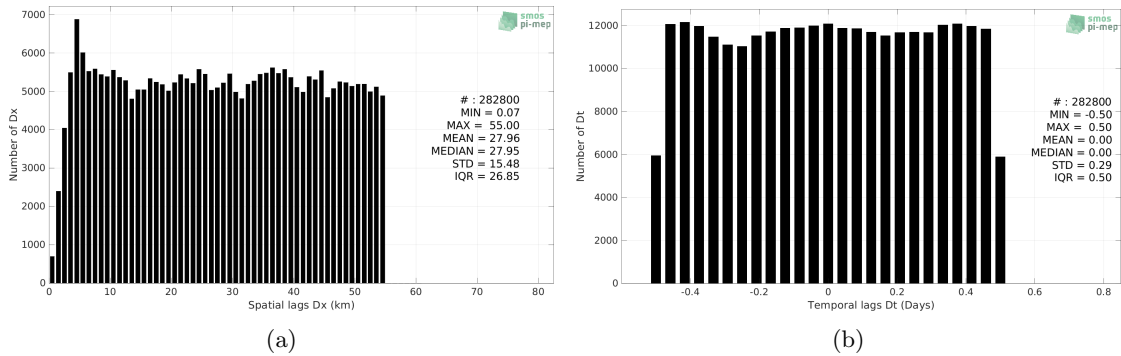 7000
6000
5000
4000
3000
2000
1000
0
Number of Dx
0 10 20 30 40 50 60 70 80
Spatial lags Dx (km)
smos
pi-mep
# : 282800
MIN = 0.07
MAX = 55.00
MEAN = 27.96
MEDIAN = 27.95
STD = 15.48
IQR = 26.85
(a)
12000
10000
8000
6000
4000
2000
0
Number of Dt
-0.4 -0.2 0 0.2 0.4 0.6 0.8
Temporal lags Dt (Days)
smos
pi-mep
# : 282800
MIN = -0.50
MAX = 0.50
MEAN = 0.00
MEDIAN = 0.00
STD = 0.29
IQR = 0.50
(b)